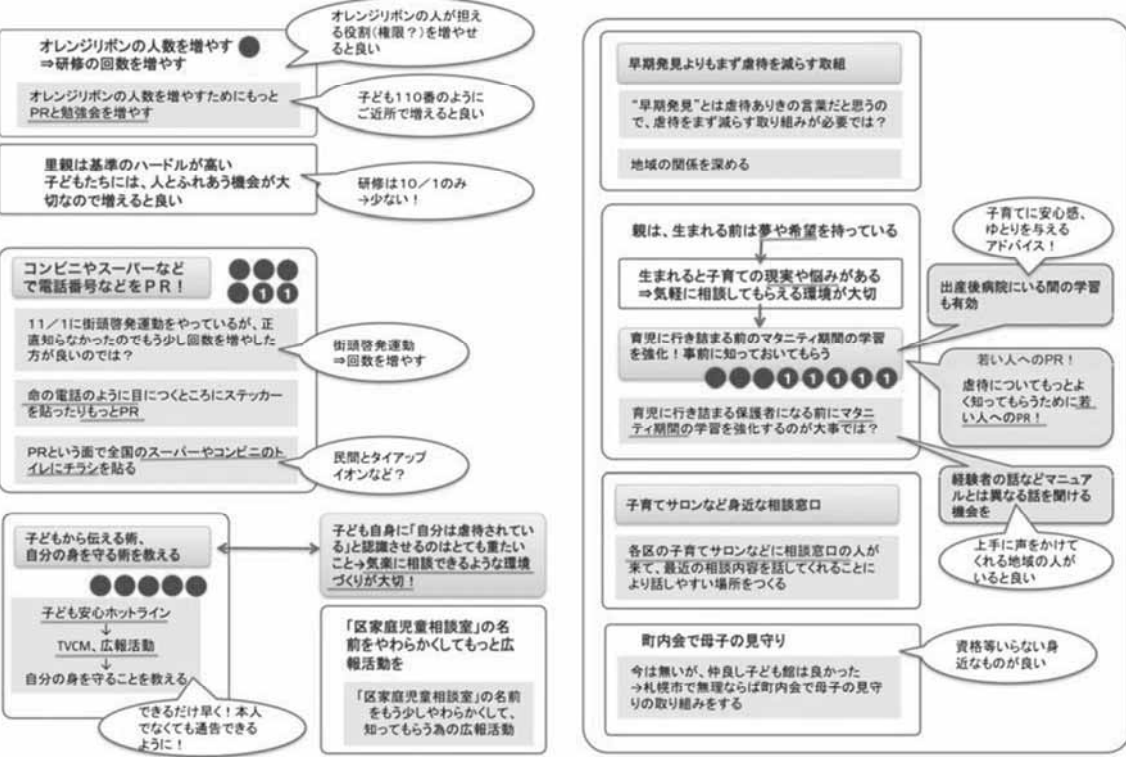 オレンジリボンの人数を増やす
⇒研修の回数を増やす
オレンジリボンの人数を増やすためにもっと
PRと勉強会を増やす
オレンジリボンの人が担え
る役割(権限?)を増やせ
ると良い
子ども110番のように
ご近所で増えると良い
里親は基準のハードルが高い
子どもたちには、人とふれあう機会が大
切なので増えると良い
研修は10/1のみ
→少ない!
コンビニやスーパーなど
で電話番号などをPR!
1 1
11/1に街頭啓発運動をやっているが、正
直知らなかったのでもう少し回数を増やした
方が良いのでは?
街頭啓発運動
⇒回数を増やす
命の電話のように目につくところにステッカー
を貼ったりもっとPR
PRという面で全国のスーパーやコンビニのト
イレにチラシを貼る
民間とタイアップ
イオンなど?
子どもから伝える術、
自分の身を守る術を教える
子ども安心ホットライン
↓
TVCM、広報活動
↓
自分の身を守ることを教える
できるだけ早く!本人
でなくても通告できる
ように!
子ども自身に「自分は虐待されてい
る」と認識させるのはとても重たい
こと→気楽に相談できるような環境
づくりが大切!
「区家庭児童相談室」の名
前をやわらかくしてもっと広
報活動を
「区家庭児童相談室」の名前
をもう少しやわらかくして、
知ってもらう為の広報活動
早期発見よりもまず虐待を減らす取組
“早期発見”とは虐待ありきの言葉だと思うの
で、虐待をまず減らす取り組みが必要では?
地域の関係を深める
親は、生まれる前は夢や希望を持っている
生まれると子育ての現実や悩みがある
⇒気軽に相談してもらえる環境が大切
育児に行き詰まる前のマタニティ期間の学習
を強化!事前に知っておいてもらう
1 1 1 1 1
育児に行き詰まる保護者になる前にマタニ
ティ期間の学習を強化するのが大事では?
子育てに安心感、
ゆとりを与える
アドバイス!
出産後病院にいる間の学習
も有効
若い人へのPR!
虐待についてもっとよ
く知ってもらうために若
い人へのPR!
経験者の話などマニュア
ルとは異なる話を聞ける
機会を
上手に声をかけて
くれる地域の人が
いると良い
子育てサロンなど身近な相談窓口
各区の子育てサロンなどに相談窓口の人が
来て、最近の相談内容を話してくれることに
より話しやすい場所をつくる
町内会で母子の見守り
今は無いが、仲良し子ども館は良かった
→札幌市で無理ならば町内会で母子の見守
りの取り組みをする
資格等いらない身
近なものが良い